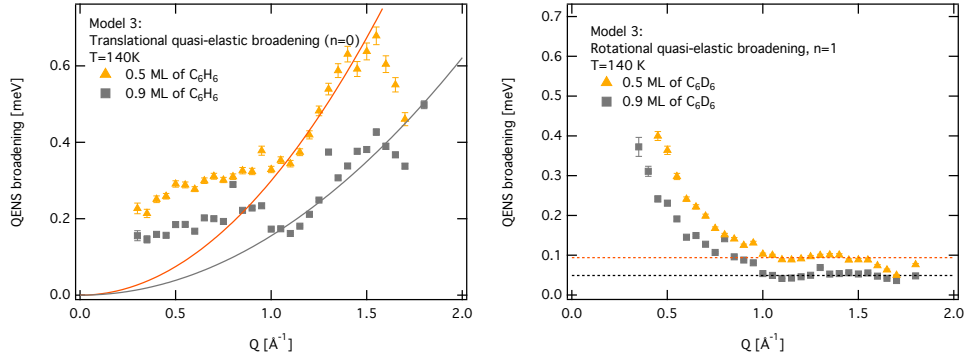 Model 3:
Translational quasi-elastic broadening (n=0)
T=140K
0.5 ML of C₆H₆
0.9 ML of C₆H₆
QENS broadening [meV]
0.6
0.4
0.2
0.0
0.0
0.5
1.0
1.5
2.0
Q [Å⁻¹]
Model 3:
Rotational quasi-elastic broadening, n=1
T=140 K
0.5 ML of C₆D₆
0.9 ML of C₆D₆
QENS broadening [meV]
0.7
0.6
0.5
0.4
0.3
0.2
0.1
0.0
0.0
0.5
1.0
1.5
2.0
Q [Å⁻¹]